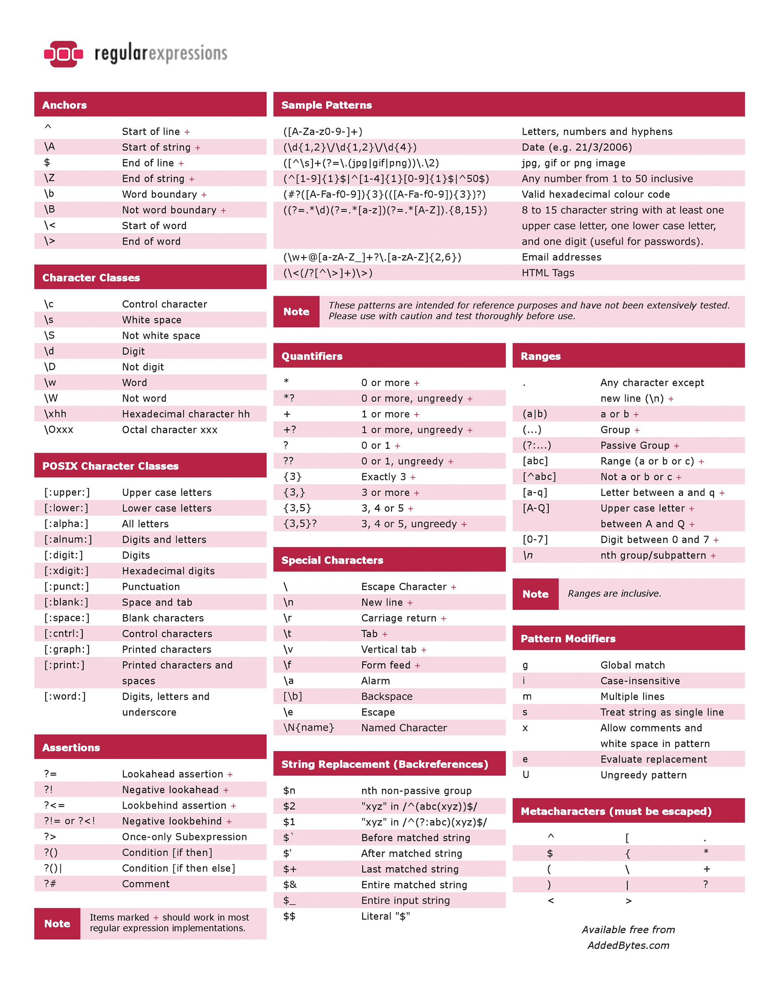 regularexpressions
Anchors
^ Start of line +
\A Start of string +
$ End of line +
\Z End of string +
\b Word boundary +
\B Not word boundary +
\< Start of word
\> End of word
Character Classes
\c Control character
\s White space
\S Not white space
\d Digit
\D Not digit
\w Word
\W Not word
\xhh Hexadecimal character hh
\Oxxx Octal character xxx
POSIX Character Classes
[:upper:] Upper case letters
[:lower:] Lower case letters
[:alpha:] All letters
[:alnum:] Digits and letters
[:digit:] Digits
[:xdigit:] Hexadecimal digits
[:punct:] Punctuation
[:blank:] Space and tab
[:space:] Blank characters
[:cntrl:] Control characters
[:graph:] Printed characters
[:print:] Printed characters and
spaces
[:word:] Digits, letters and
underscore
Assertions
?= Lookahead assertion +
?! Negative lookahead +
?<= Lookbehind assertion +
?!= or ?<! Negative lookbehind +
?> Once-only Subexpression
?() Condition [if then]
?()| Condition [if then else]
?# Comment
Note
Items marked + should work in most
regular expression implementations.
Sample Patterns
([A-Za-z0-9-]+) Letters, numbers and hyphens
(\d{1,2}\/\d{1,2}\/\d{4}) Date (e.g. 21/3/2006)
([^\s]+(?=\.(jpg|gif|png))\.\2) jpg, gif or png image
(^[1-9]{1}$|^[1-4]{1}[0-9]{1}$|^50$) Any number from 1 to 50 inclusive
(#?([A-Fa-f0-9]){3}(([A-Fa-f0-9]){3})?) Valid hexadecimal colour code
((?=.*\d)(?=.*[a-z])(?=.*[A-Z]).{8,15}) 8 to 15 character string with at least one
upper case letter, one lower case letter,
and one digit (useful for passwords).
(\w+@[a-zA-Z_]+?\.[a-zA-Z]{2,6}) Email addresses
(\<(/?[^\>]+)\>) HTML Tags
Note
These patterns are intended for reference purposes and have not been extensively tested.
Please use with caution and test thoroughly before use.
Quantifiers
* 0 or more +
*? 0 or more, ungreedy +
+ 1 or more +
+? 1 or more, ungreedy +
? 0 or 1 +
?? 0 or 1, ungreedy +
{3} Exactly 3 +
{3,} 3 or more +
{3,5} 3, 4 or 5 +
{3,5}? 3, 4 or 5, ungreedy +
Special Characters
\ Escape Character +
\n New line +
\r Carriage return +
\t Tab +
\v Vertical tab +
\f Form feed +
\a Alarm
[\b] Backspace
\e Escape
\N{name} Named Character
String Replacement (Backreferences)
$n nth non-passive group
$2 "xyz" in /^(abc(xyz))$/
$1 "xyz" in /^(?:abc)(xyz)$/
$` Before matched string
$' After matched string
$+ Last matched string
$& Entire matched string
$_ Entire input string
$$ Literal "$"
Ranges
. Any character except
new line (\n) +
(a|b) a or b +
(...) Group +
(?:...) Passive Group +
[abc] Range (a or b or c) +
[^abc] Not a or b or c +
[a-q] Letter between a and q +
[A-Q] Upper case letter +
between A and Q +
[0-7] Digit between 0 and 7 +
\n nth group/subpattern +
Note
Ranges are inclusive.
Pattern Modifiers
g Global match
i Case-insensitive
m Multiple lines
s Treat string as single line
x Allow comments and
white space in pattern
e Evaluate replacement
U Ungreedy pattern
Metacharacters (must be escaped)
^ [ .
$ { *
( \ +
) | ?
< >
Available free from
AddedBytes.com